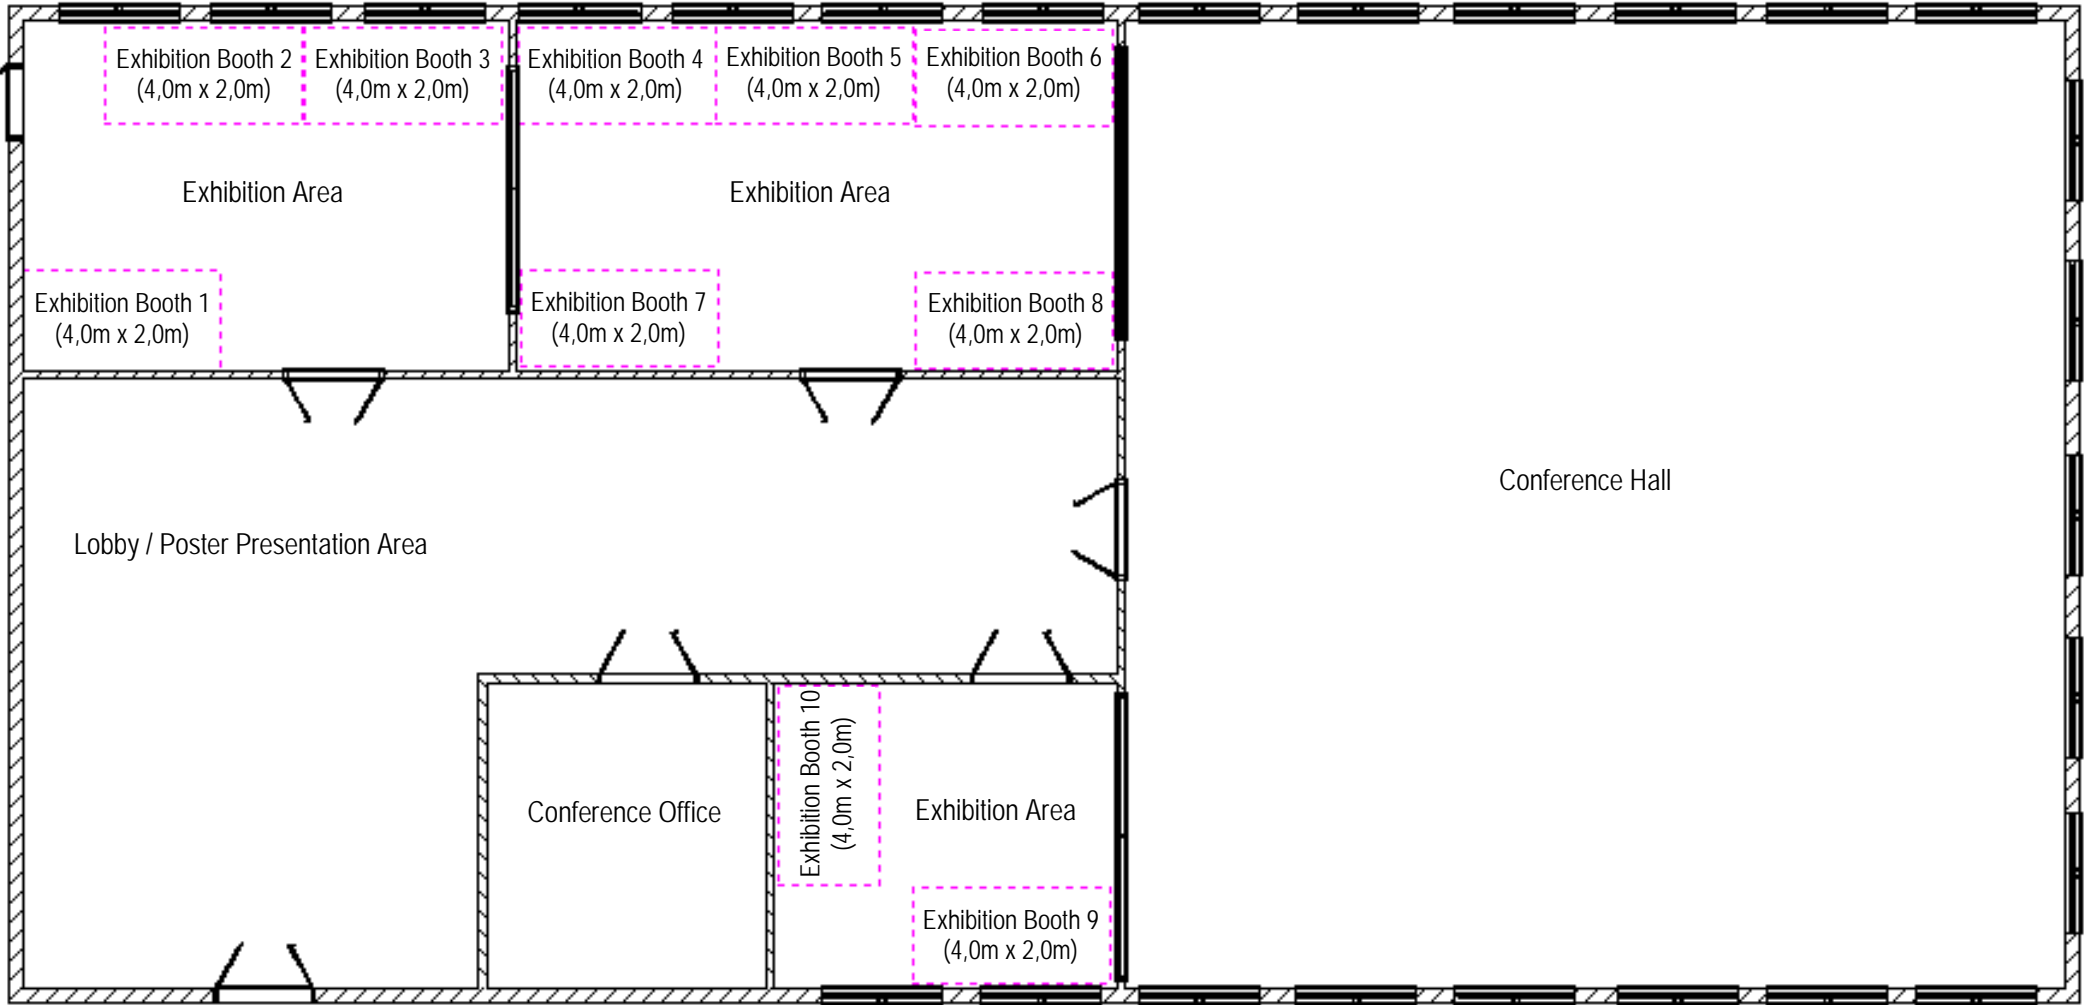 Exhibition Booth 2
(4,0m x 2,0m)
Exhibition Booth 3
(4,0m x 2,0m)
Exhibition Booth 4
(4,0m x 2,0m)
Exhibition Booth 5
(4,0m x 2,0m)
Exhibition Booth 6
(4,0m x 2,0m)
Exhibition Area
Exhibition Area
Exhibition Booth 1
(4,0m x 2,0m)
Exhibition Booth 7
(4,0m x 2,0m)
Exhibition Booth 8
(4,0m x 2,0m)
Conference Hall
Lobby / Poster Presentation Area
Conference Office
Exhibition Booth 10
(4,0m x 2,0m)
Exhibition Area
Exhibition Booth 9
(4,0m x 2,0m)